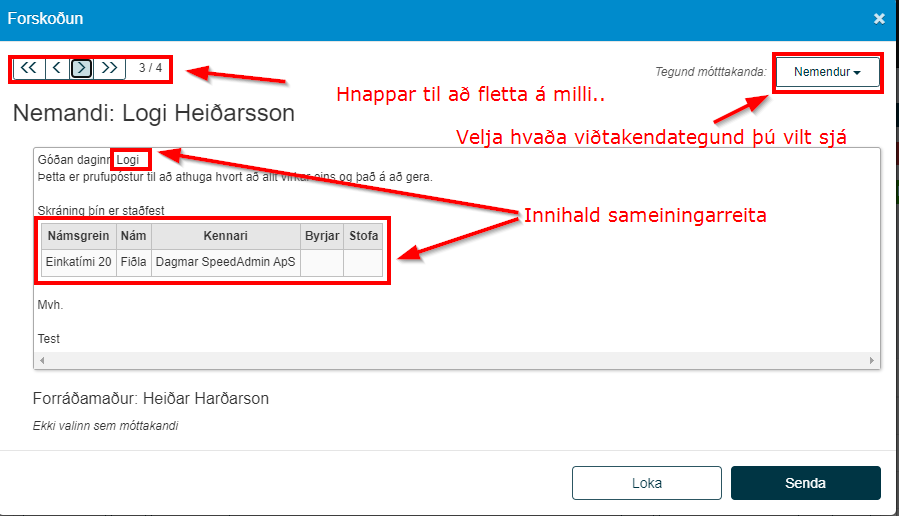 Forskoðun
<< < > >> 3 / 4
Tegund mótttakanda: Nemendur
Hnappar til að fletta á milli..
Nemandi: Logi Heiðarsson
Velja hvaða viðtakendategund þú vilt sjá
Góðan daginn Logi
Þetta er prufupóstur til að athuga hvort að allt virkar eins og það á að gera.
Innihald sameiningarreita
Skráning þín er staðfest
Námsgrein Nám Kennari Byrjar Stofa
Einkatími 20 Fiðla Dagmar SpeedAdmin ApS
Mvh.
Test
Forráðamaður: Heiðar Harðarson
Ekki valinn sem móttakandi
Loka Senda